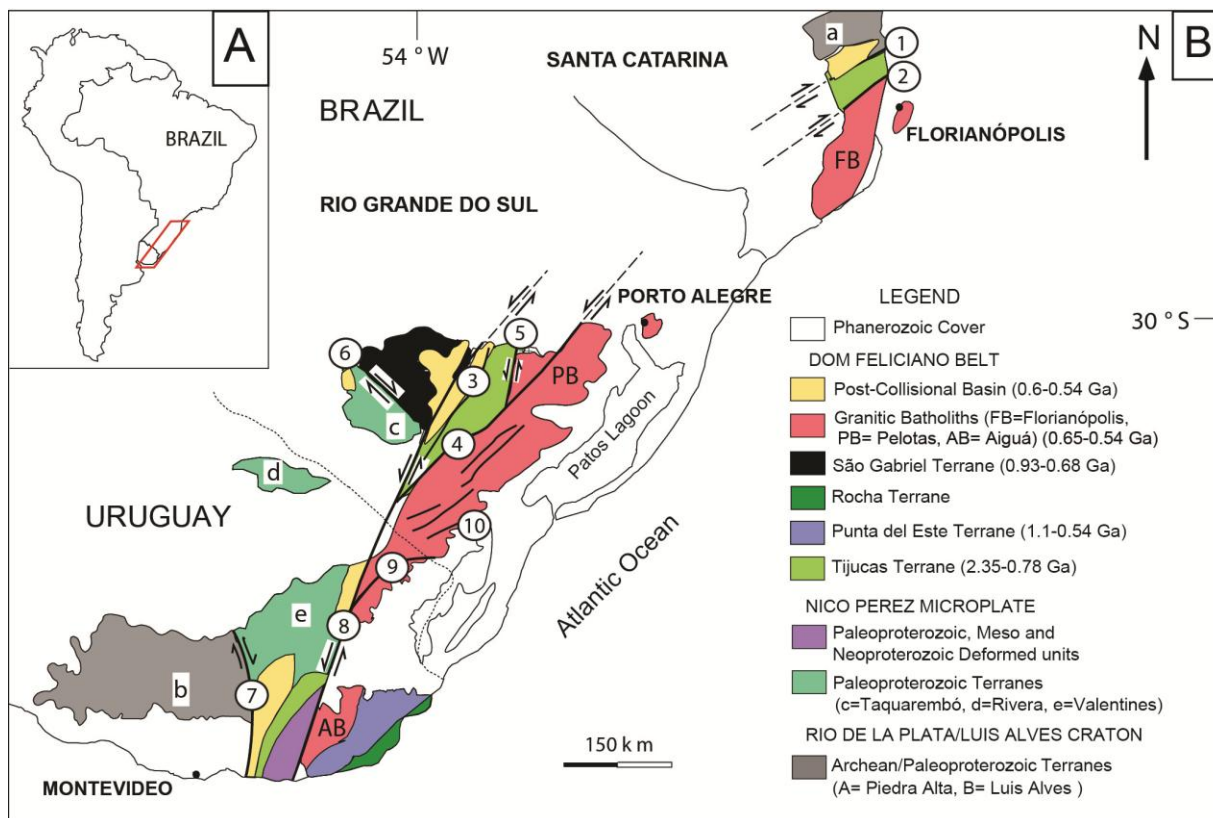 A
BRAZIL
B
N
54 ° W
SANTA CATARINA
BRAZIL
a
1
2
FLORIANÓPOLIS
FB
RIO GRANDE DO SUL
PORTO ALEGRE
30 ° S
5
6
3
PB
c
4
Patos Lagoon
d
URUGUAY
10
9
Atlantic Ocean
e
8
b
7
AB
150 k m
MONTEVIDEO
LEGEND
Phanerozoic Cover
DOM FELICIANO BELT
Post-Collisional Basin (0.6-0.54 Ga)
Granitic Batholiths (FB=Florianópolis,
PB= Pelotas, AB= Aiguá) (0.65-0.54 Ga)
São Gabriel Terrane (0.93-0.68 Ga)
Rocha Terrane
Punta del Este Terrane (1.1-0.54 Ga)
Tijucas Terrane (2.35-0.78 Ga)
NICO PEREZ MICROPLATE
Paleoproterozoic, Meso and
Neoproterozoic Deformed units
Paleoproterozoic Terranes
(c=Taquarembó, d=Rivera, e=Valentines)
RIO DE LA PLATA/LUIS ALVES CRATON
Archean/Paleoproterozoic Terranes
(A= Piedra Alta, B= Luis Alves )